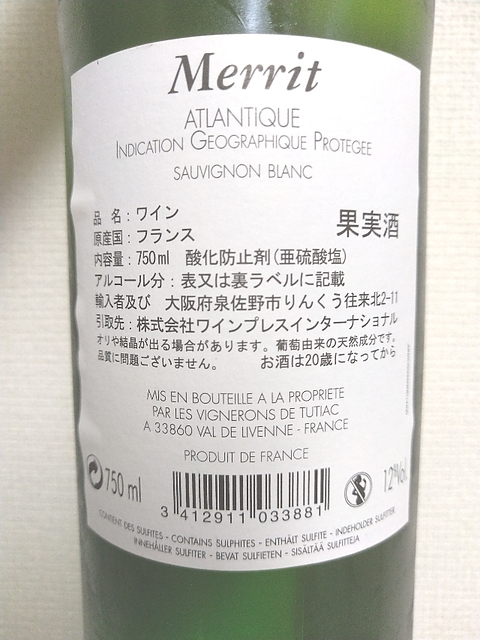 Merrit
ATLANTIQUE
INDICATION GEOGRAPHIQUE PROTEGEE
SAUVIGNON BLANC
品 名：ワイン
果実酒
原産国：フランス
内容量：750ml 酸化防止剤(亜硫酸塩)
アルコール分：表又は裏ラベルに記載
輸入者及び 大阪府泉佐野市りんくう往来北2-11
引取先：株式会社ワインプレスインターナショナル
オリや結晶が出る場合があります。葡萄由来の天然成分です。
品質に問題ございません。 お酒は20歳になってから
MIS EN BOUTEILLE A LA PROPRIETE
PAR LES VIGNERONS DE TUTIAC
A 33860 VAL DE LIVENNE - FRANCE
PRODUIT DE FRANCE
750 ml
12%vol.
3 412911 033881
CONTENT DES SULFITES - CONTAINS SULPHITES - ENTHÄLT SULFITE - INDEHOLDER SULFITTER
INNEHÅLLER SULFITER - BEVAT SULFIETEN - SISÄLTÄÄ SULFITTEJA